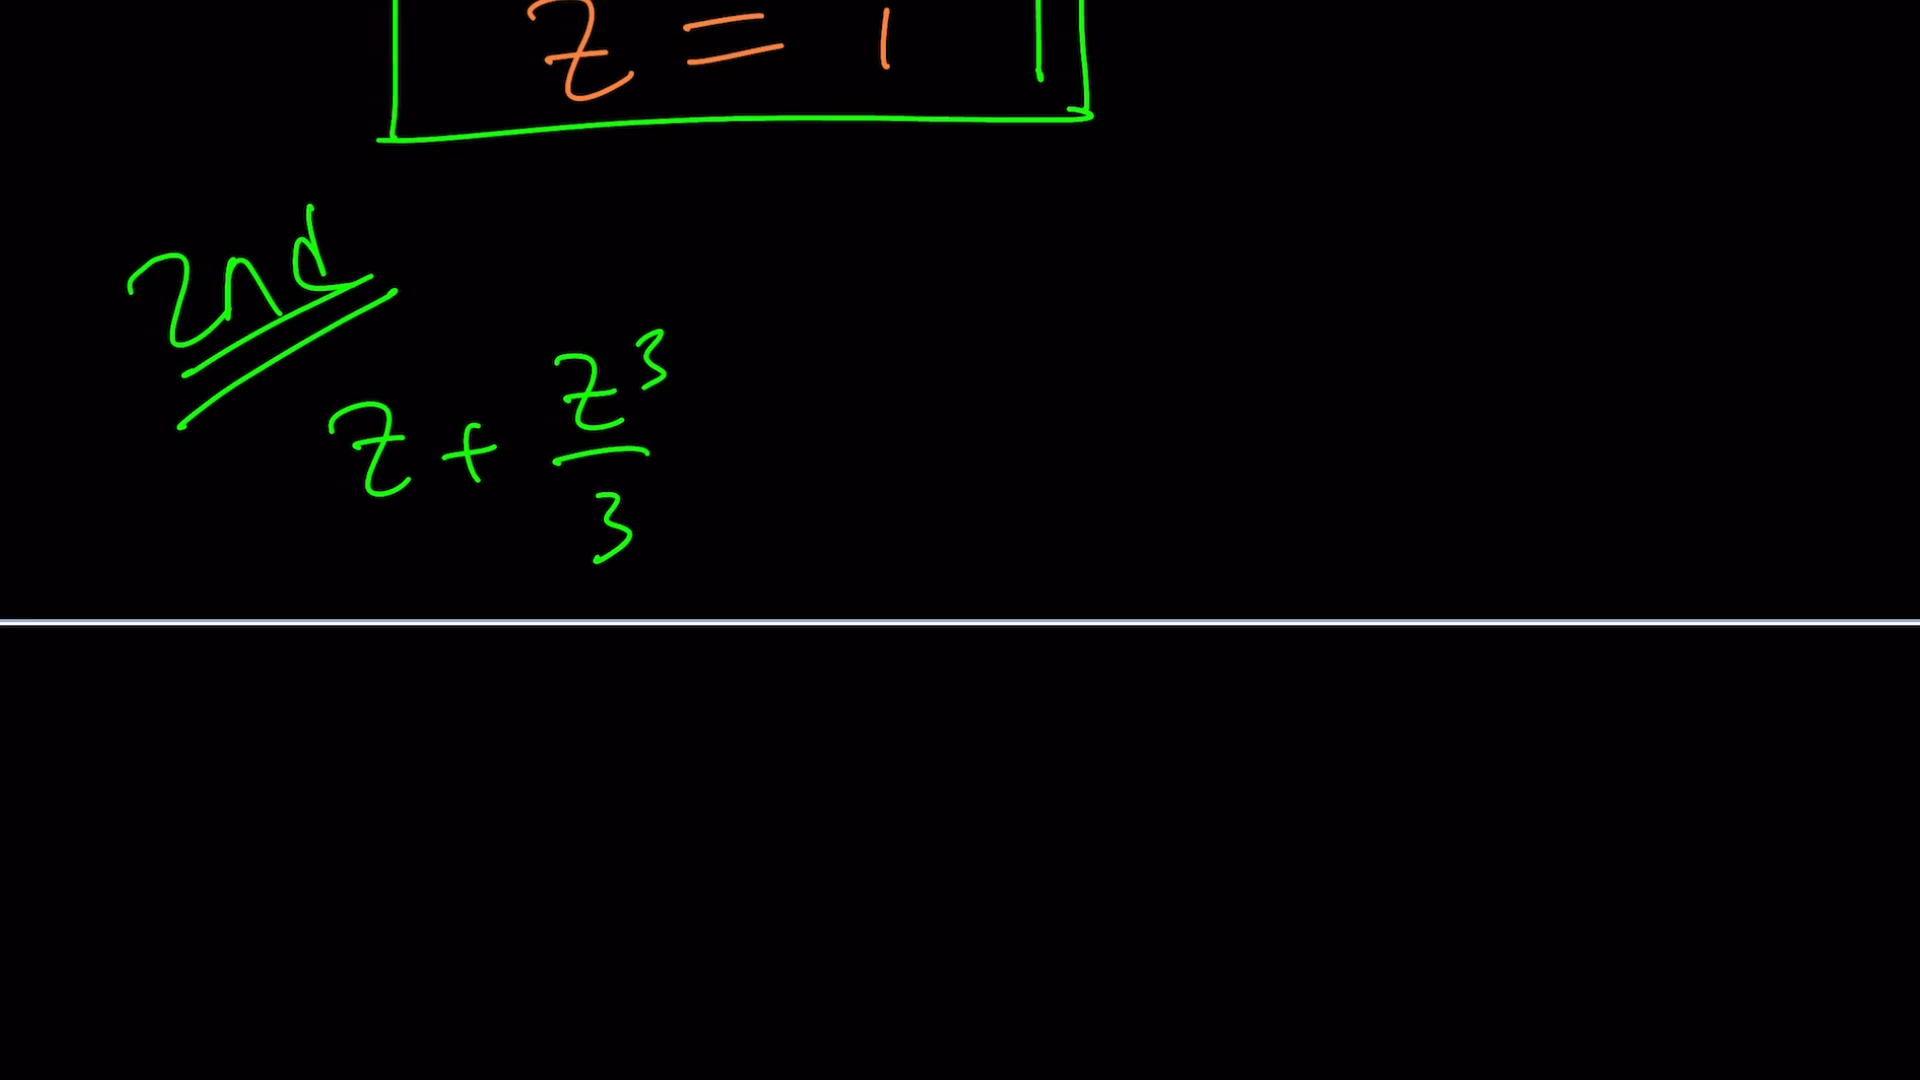 z = 1
2nd
z + z³/3